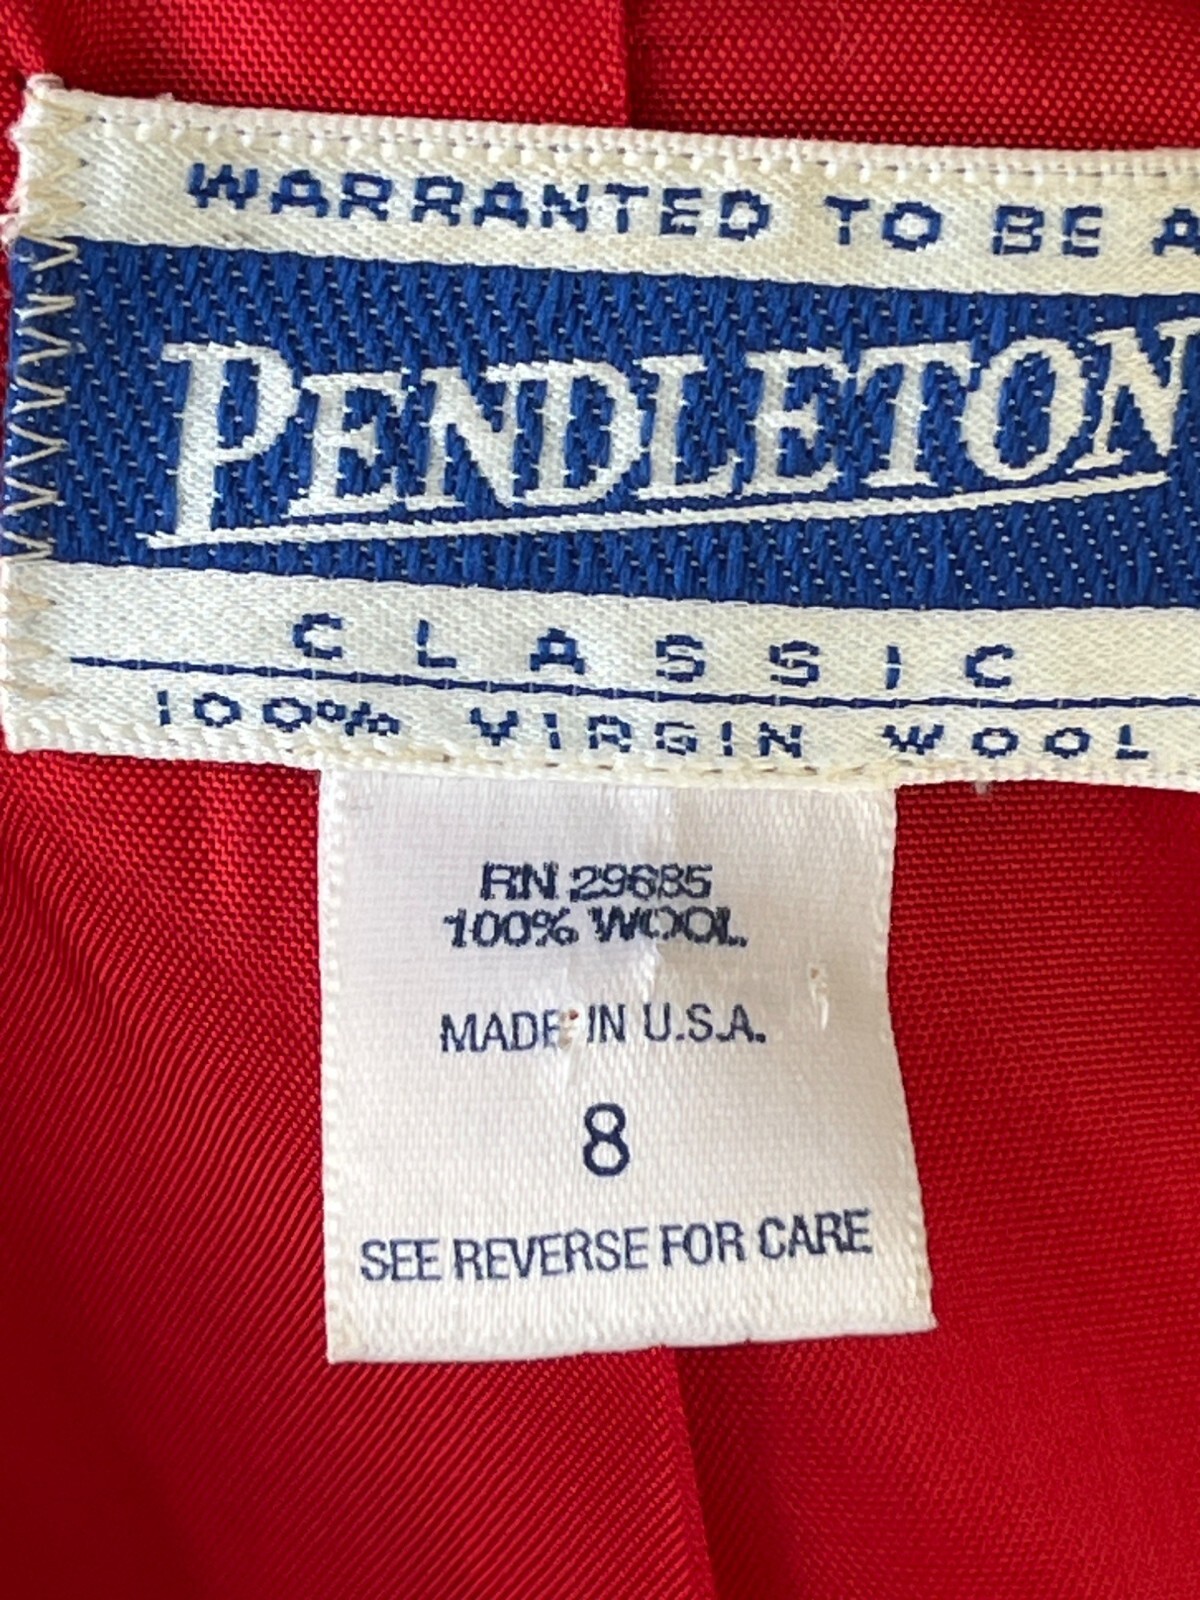 WARRANTED TO BE A
PENDLETON
CLASSIC
100% VIRGIN WOOL
RN 29685
100% WOOL
MADE IN U.S.A.
8
SEE REVERSE FOR CARE